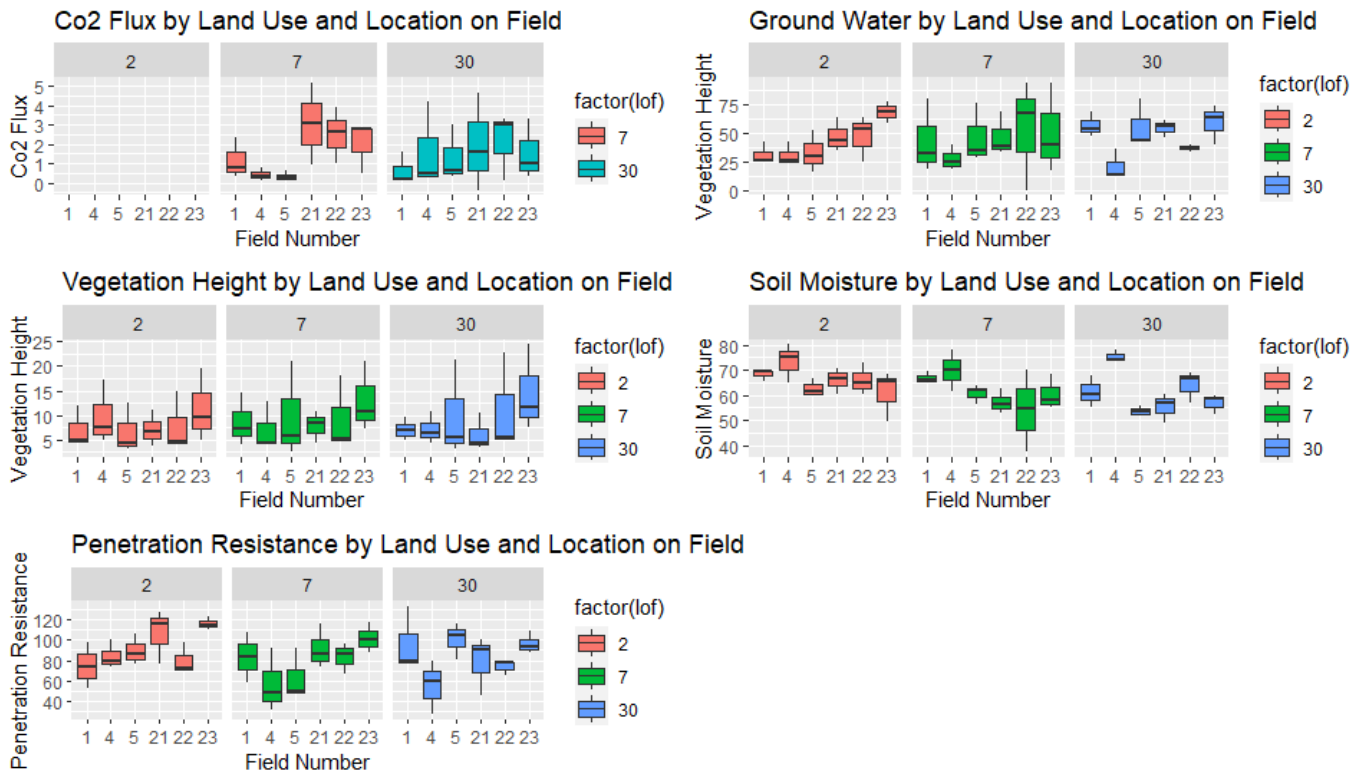 Co2 Flux by Land Use and Location on Field
2 7 30
Co2 Flux
5
4
3
2
1
0
1 4 5 21 22 23 1 4 5 21 22 23 1 4 5 21 22 23
Field Number
factor(lof)
7
30
Ground Water by Land Use and Location on Field
2 7 30
Vegetation Height
75
50
25
0
1 4 5 21 22 23 1 4 5 21 22 23 1 4 5 21 22 23
Field Number
factor(lof)
2
7
30
Vegetation Height by Land Use and Location on Field
2 7 30
Vegetation Height
25
20
15
10
5
1 4 5 21 22 23 1 4 5 21 22 23 1 4 5 21 22 23
Field Number
factor(lof)
2
7
30
Soil Moisture by Land Use and Location on Field
2 7 30
Soil Moisture
80
70
60
50
40
1 4 5 21 22 23 1 4 5 21 22 23 1 4 5 21 22 23
Field Number
factor(lof)
2
7
30
Penetration Resistance by Land Use and Location on Field
2 7 30
Penetration Resistance
120
100
80
60
40
1 4 5 21 22 23 1 4 5 21 22 23 1 4 5 21 22 23
Field Number
factor(lof)
2
7
30